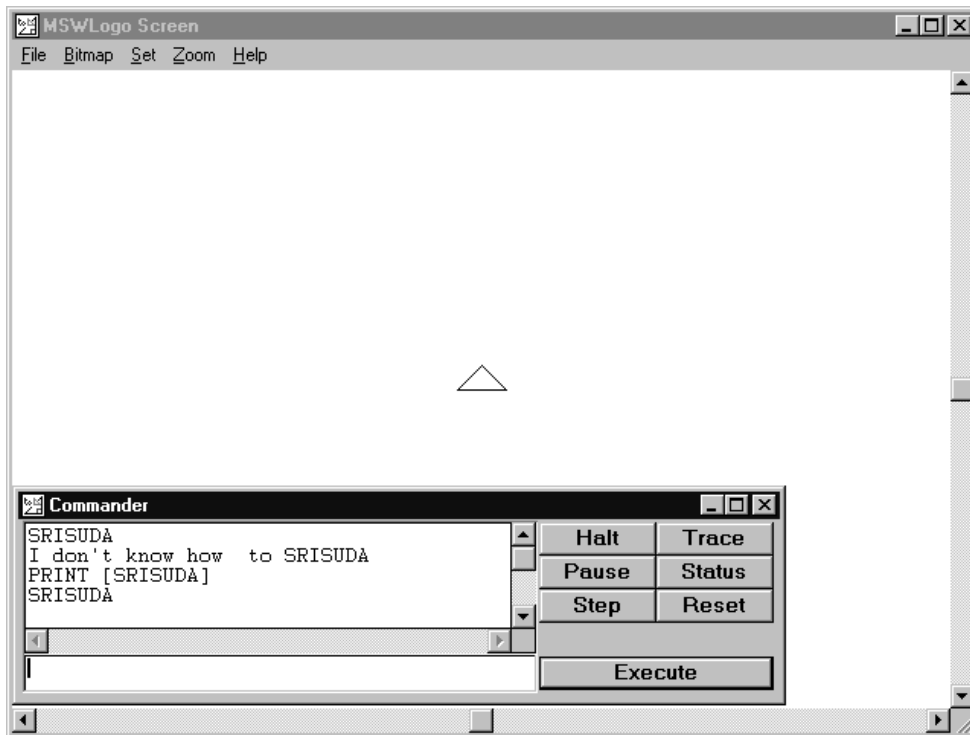 MSWLogo Screen
File Bitmap Set Zoom Help
Commander
SRISUDA
I don't know how  to SRISUDA
PRINT [SRISUDA]
SRISUDA
Halt Trace
Pause Status
Step Reset
Execute